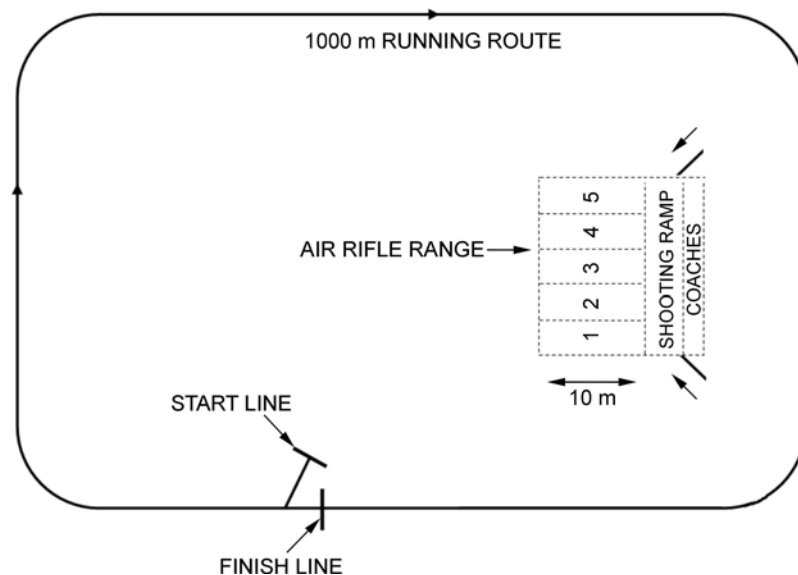 1000 m RUNNING ROUTE
AIR RIFLE RANGE
5
4
3
2
1
SHOOTING RAMP
COACHES
10 m
START LINE
FINISH LINE